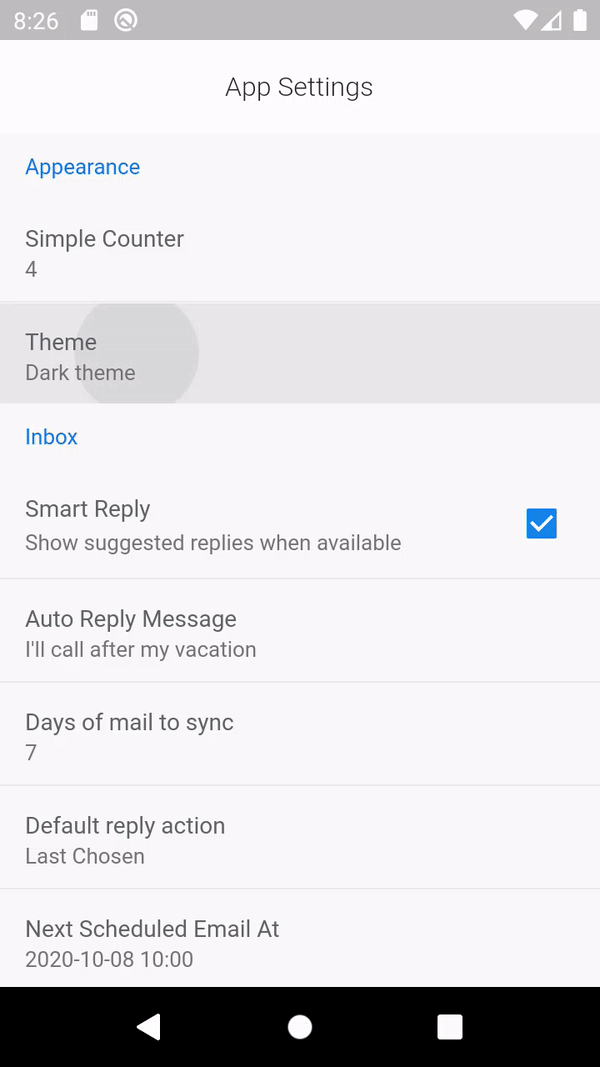 8:26
App Settings
Appearance
Simple Counter
4
Theme
Dark theme
Inbox
Smart Reply
Show suggested replies when available
Auto Reply Message
I'll call after my vacation
Days of mail to sync
7
Default reply action
Last Chosen
Next Scheduled Email At
2020-10-08 10:00